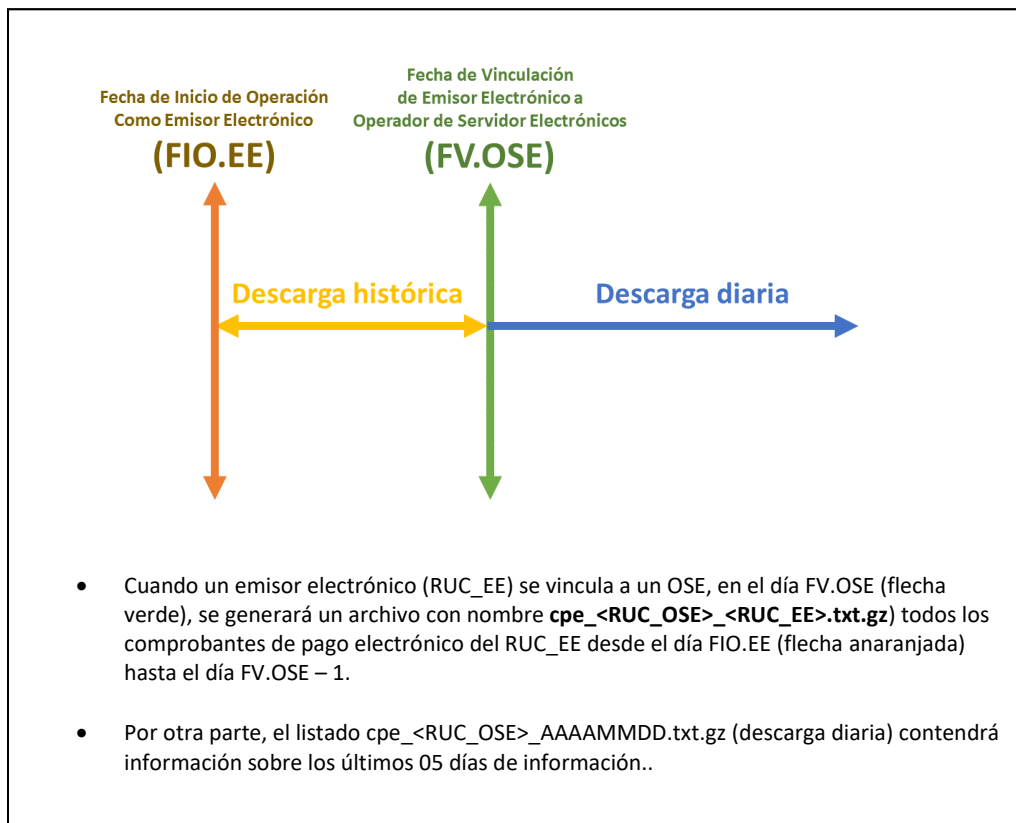 Fecha de Inicio de Operación
Como Emisor Electrónico
(FIO.EE)
Fecha de Vinculación
de Emisor Electrónico a
Operador de Servidor Electrónicos
(FV.OSE)
Descarga histórica
Descarga diaria
• Cuando un emisor electrónico (RUC_EE) se vincula a un OSE, en el día FV.OSE (flecha
verde), se generará un archivo con nombre cpe_<RUC_OSE>_<RUC_EE>.txt.gz) todos los
comprobantes de pago electrónico del RUC_EE desde el día FIO.EE (flecha anaranjada)
hasta el día FV.OSE – 1.
• Por otra parte, el listado cpe_<RUC_OSE>_AAAAMMDD.txt.gz (descarga diaria) contendrá
información sobre los últimos 05 días de información..